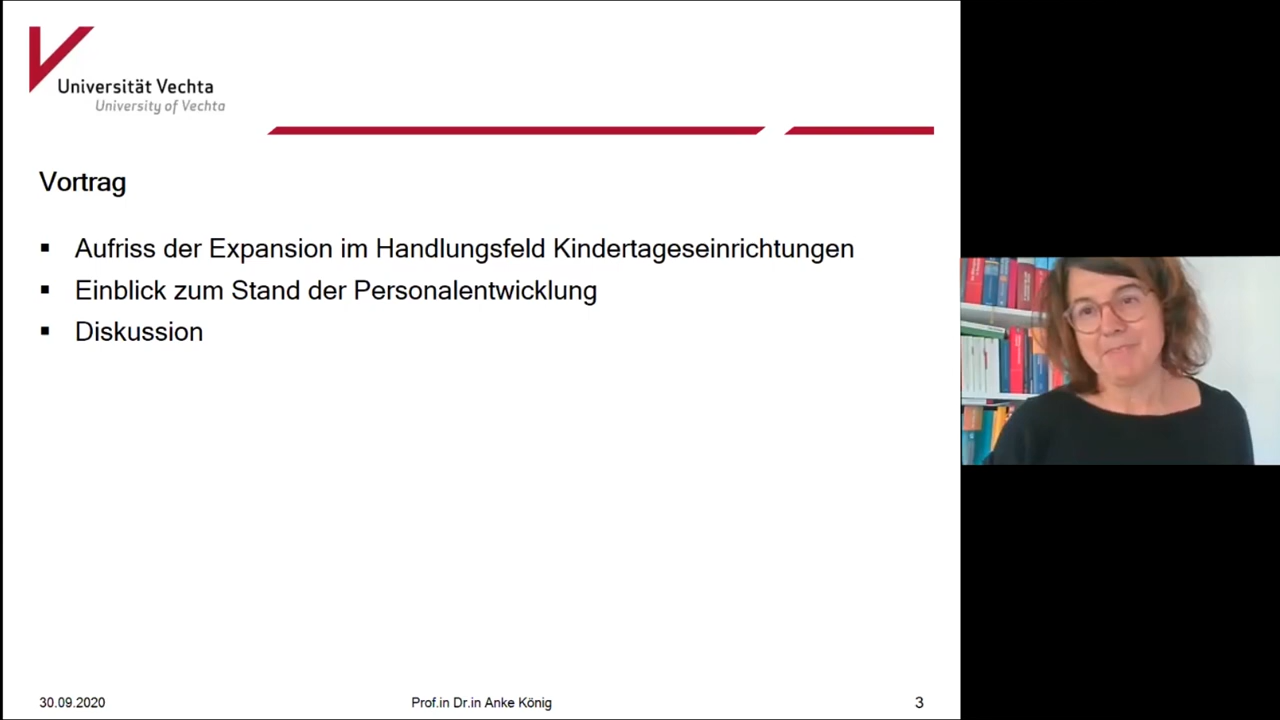 Universität Vechta
University of Vechta
Vortrag
▪ Aufriss der Expansion im Handlungsfeld Kindertageseinrichtungen
▪ Einblick zum Stand der Personalentwicklung
▪ Diskussion
30.09.2020
Prof.in Dr.in Anke König
3